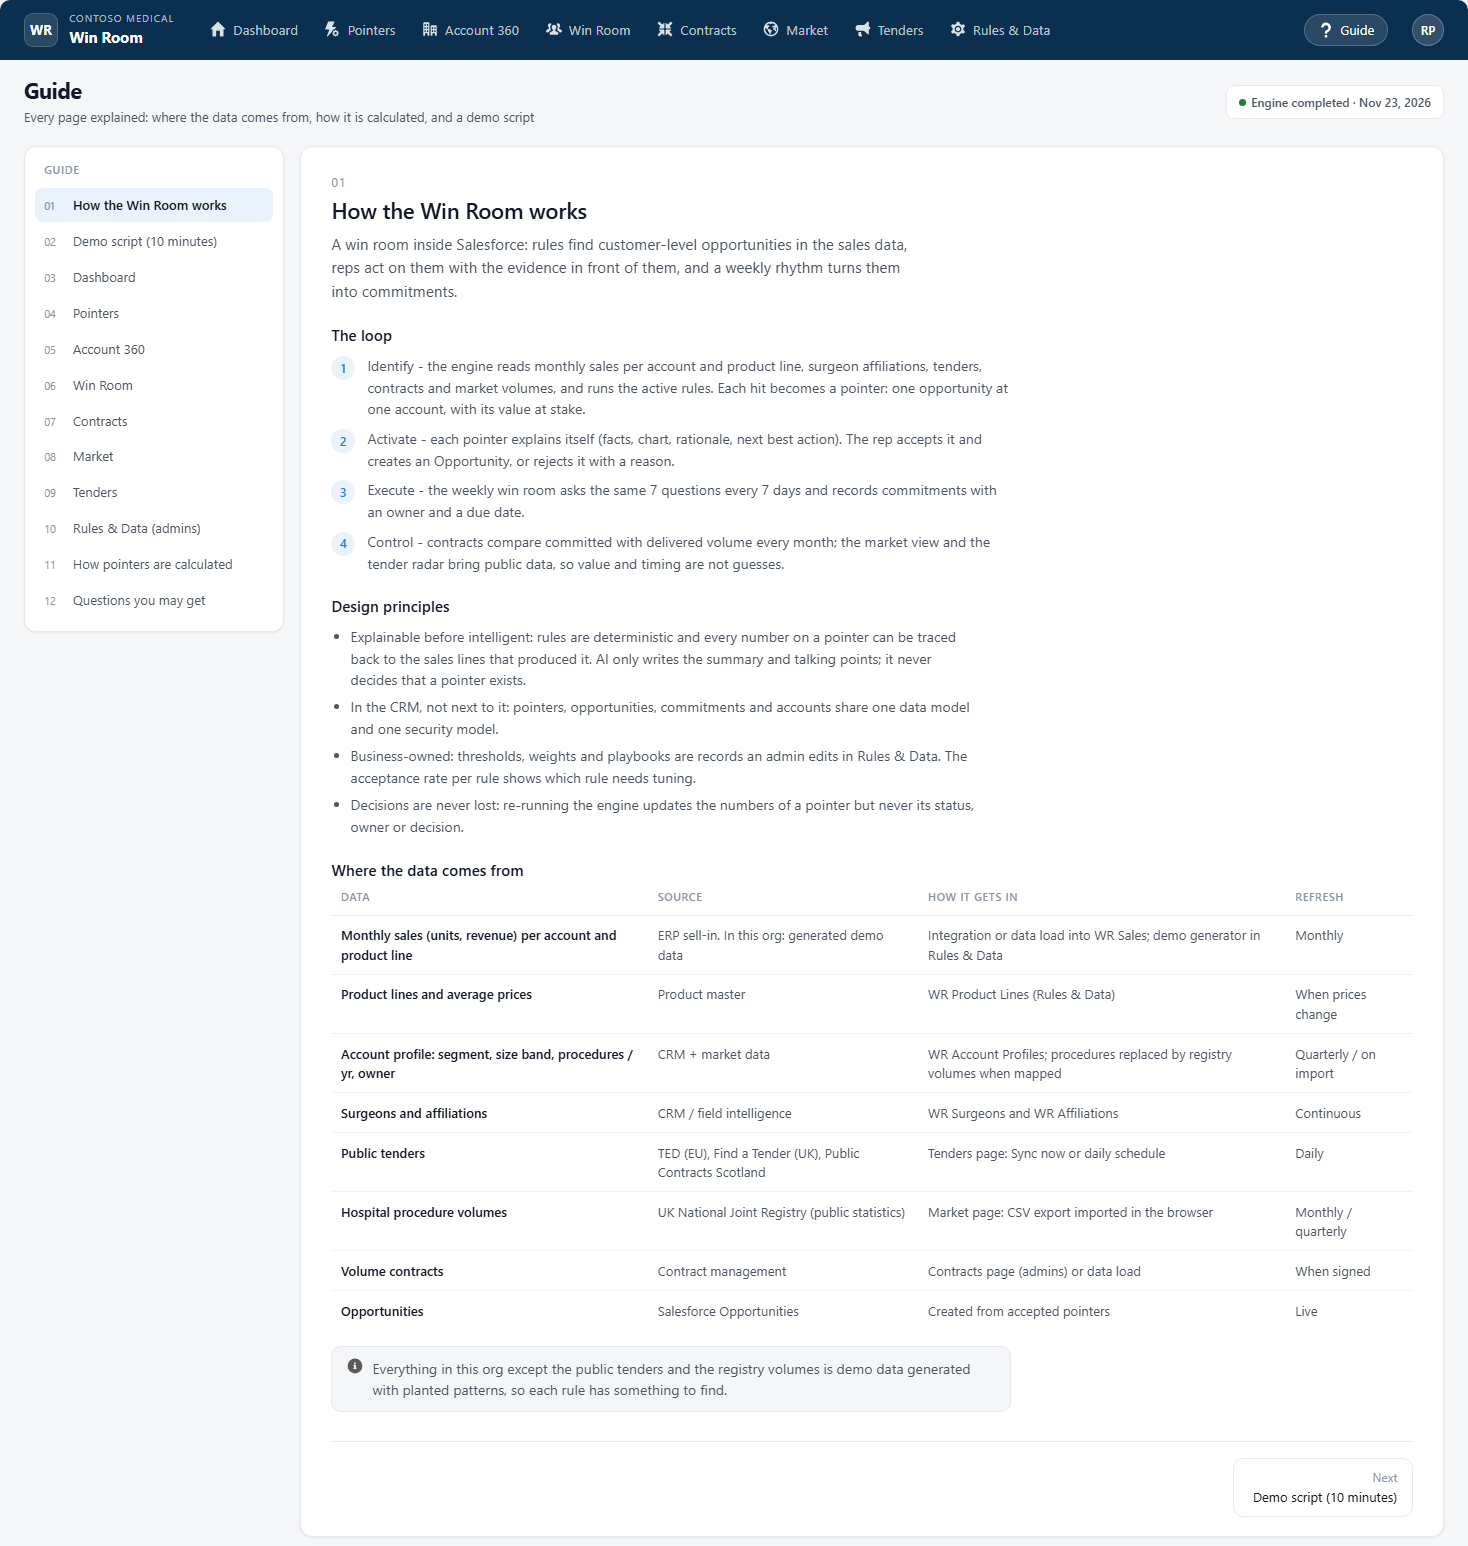 WR
CONTOSO MEDICAL
Win Room
Dashboard
Pointers
Account 360
Win Room
Contracts
Market
Tenders
Rules & Data
? Guide
RP
Guide
Every page explained: where the data comes from, how it is calculated, and a demo script
Engine completed · Nov 23, 2026
GUIDE
01 How the Win Room works
02 Demo script (10 minutes)
03 Dashboard
04 Pointers
05 Account 360
06 Win Room
07 Contracts
08 Market
09 Tenders
10 Rules & Data (admins)
11 How pointers are calculated
12 Questions you may get
01
How the Win Room works
A win room inside Salesforce: rules find customer-level opportunities in the sales data,
reps act on them with the evidence in front of them, and a weekly rhythm turns them
into commitments.
The loop
1 Identify - the engine reads monthly sales per account and product line, surgeon affiliations, tenders,
contracts and market volumes, and runs the active rules. Each hit becomes a pointer: one opportunity at
one account, with its value at stake.
2 Activate - each pointer explains itself (facts, chart, rationale, next best action). The rep accepts it and
creates an Opportunity, or rejects it with a reason.
3 Execute - the weekly win room asks the same 7 questions every 7 days and records commitments with
an owner and a due date.
4 Control - contracts compare committed with delivered volume every month; the market view and the
tender radar bring public data, so value and timing are not guesses.
Design principles
• Explainable before intelligent: rules are deterministic and every number on a pointer can be traced
back to the sales lines that produced it. AI only writes the summary and talking points; it never
decides that a pointer exists.
• In the CRM, not next to it: pointers, opportunities, commitments and accounts share one data model
and one security model.
• Business-owned: thresholds, weights and playbooks are records an admin edits in Rules & Data. The
acceptance rate per rule shows which rule needs tuning.
• Decisions are never lost: re-running the engine updates the numbers of a pointer but never its status,
owner or decision.
Where the data comes from
DATA SOURCE HOW IT GETS IN REFRESH
Monthly sales (units, revenue) per account and
product line
ERP sell-in. In this org: generated demo
data
Integration or data load into WR Sales; demo generator in
Rules & Data
Monthly
Product lines and average prices
Product master
WR Product Lines (Rules & Data)
When prices
change
Account profile: segment, size band, procedures /
yr, owner
CRM + market data
WR Account Profiles; procedures replaced by registry
volumes when mapped
Quarterly / on
import
Surgeons and affiliations
CRM / field intelligence
WR Surgeons and WR Affiliations
Continuous
Public tenders
TED (EU), Find a Tender (UK), Public
Contracts Scotland
Tenders page: Sync now or daily schedule
Daily
Hospital procedure volumes
UK National Joint Registry (public statistics)
Market page: CSV export imported in the browser
Monthly /
quarterly
Volume contracts
Contract management
Contracts page (admins) or data load
When signed
Opportunities
Salesforce Opportunities
Created from accepted pointers
Live
Everything in this org except the public tenders and the registry volumes is demo data generated
with planted patterns, so each rule has something to find.
Next
Demo script (10 minutes)